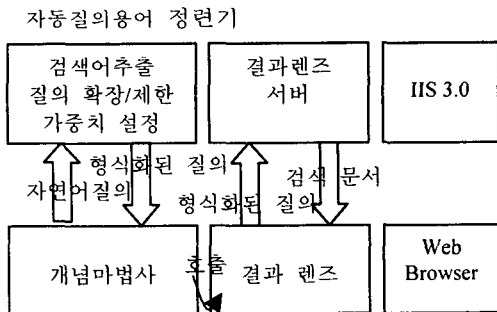 자동질의용어 정련기
검색어추출
질의 확장/제한
가중치 설정
결과렌즈
서버
IIS 3.0
형식화된 질의
자연어질의
검색 문서
형식화된 질의
개념마법사
호출
결과 렌즈
Web
Browser